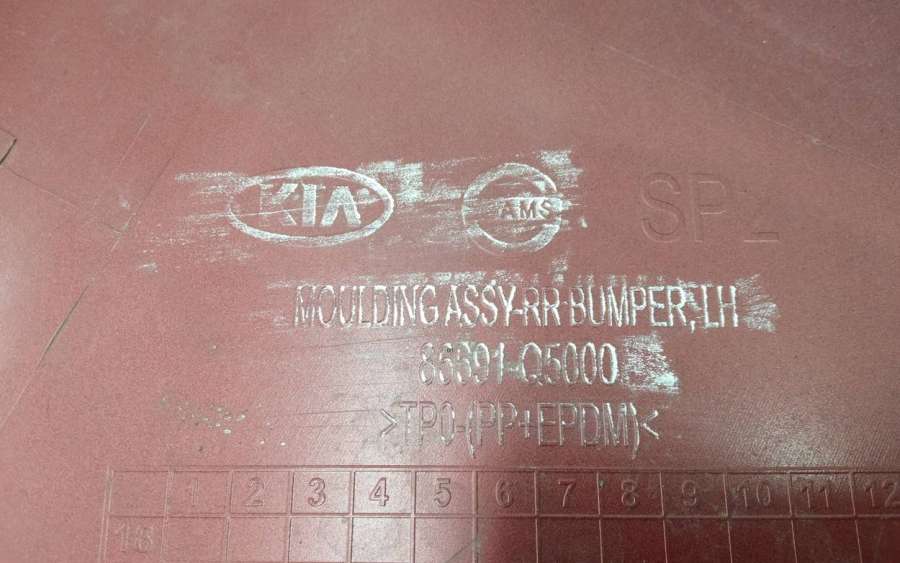 KIA AMS SP2
MOULDING ASSY-RR BUMPER,LH
86691-Q5000
>TPO-(PP+EPDM)<
1 2 3 4 5 6 7 8 9 10 11 12
18